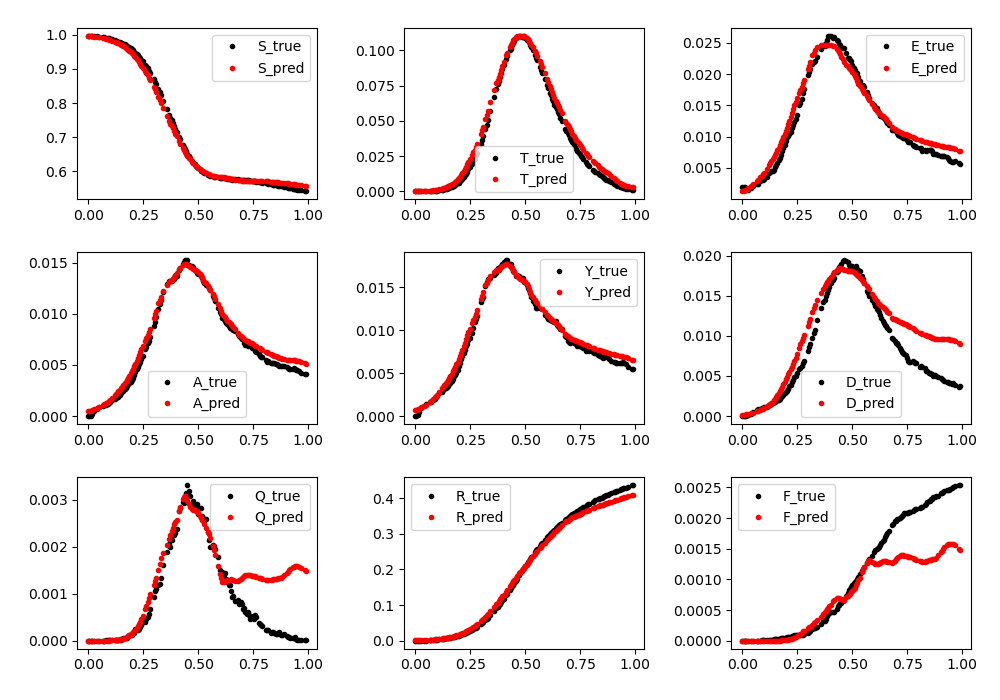 1.0
0.9
0.8
0.7
0.6
0.00 0.25 0.50 0.75 1.00
S_true
S_pred
0.100
0.075
0.050
0.025
0.000
0.00 0.25 0.50 0.75 1.00
T_true
T_pred
0.025
0.020
0.015
0.010
0.005
0.00 0.25 0.50 0.75 1.00
E_true
E_pred
0.015
0.010
0.005
0.000
0.00 0.25 0.50 0.75 1.00
A_true
A_pred
0.015
0.010
0.005
0.000
0.00 0.25 0.50 0.75 1.00
Y_true
Y_pred
0.020
0.015
0.010
0.005
0.000
0.00 0.25 0.50 0.75 1.00
D_true
D_pred
0.003
0.002
0.001
0.000
0.00 0.25 0.50 0.75 1.00
Q_true
Q_pred
0.4
0.3
0.2
0.1
0.0
0.00 0.25 0.50 0.75 1.00
R_true
R_pred
0.0025
0.0020
0.0015
0.0010
0.0005
0.0000
0.00 0.25 0.50 0.75 1.00
F_true
F_pred